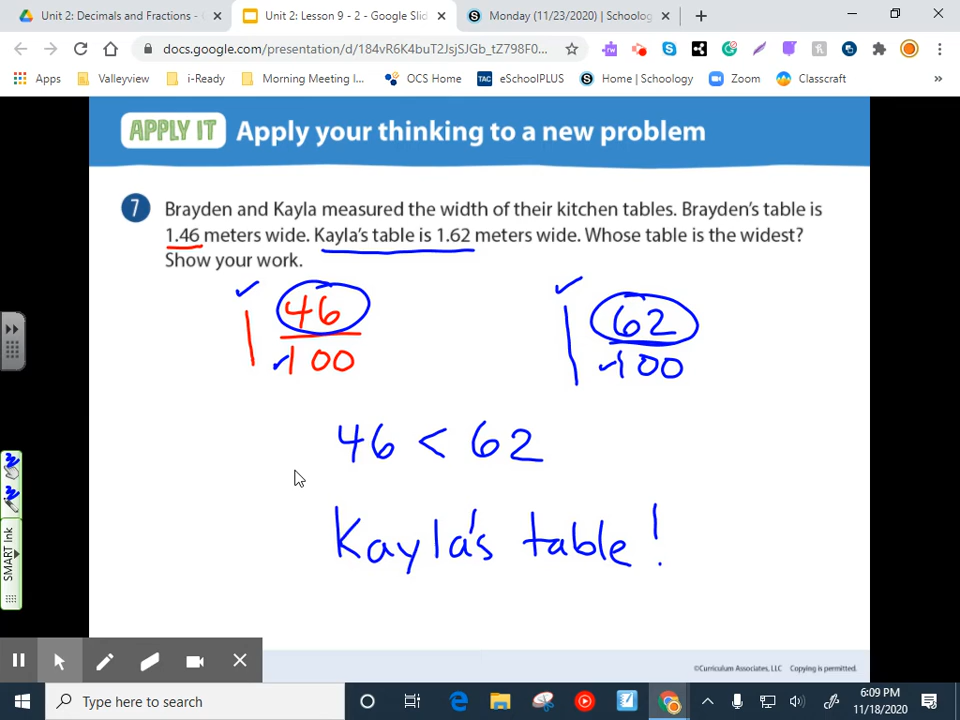 Unit 2: Decimals and Fractions -
Unit 2: Lesson 9 - 2 - Google Slid
Monday (11/23/2020) | Schoolog
docs.google.com/presentation/d/184vR6K4buT2JsjSJGb_tZ798F0...
Apps Valleyview i-Ready Morning Meeting... OCS Home TAC eSchoolPLUS S Home | Schoology Zoom Classcraft »
APPLY IT Apply your thinking to a new problem
7 Brayden and Kayla measured the width of their kitchen tables. Brayden's table is
1.46 meters wide. Kayla's table is 1.62 meters wide. Whose table is the widest?
Show your work.
1 46/100
1 62/100
46 < 62
Kayla's table!
SMART Ink
©Curriculum Associates, LLC Copying is permitted.
Type here to search
6:09 PM
11/18/2020